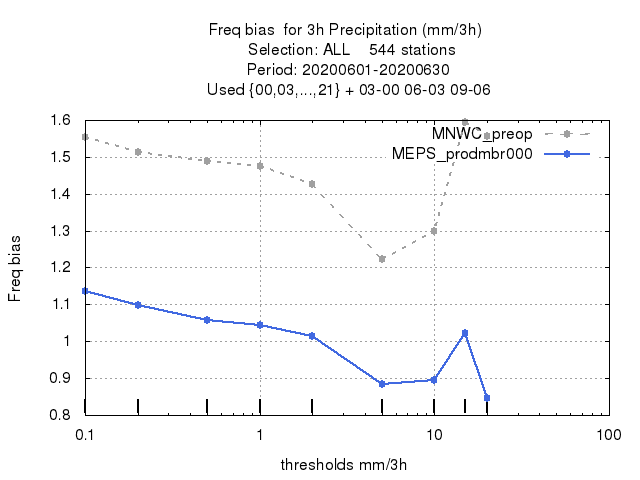 Freq bias  for 3h Precipitation (mm/3h)
Selection: ALL    544 stations
Period: 20200601-20200630
Used {00,03,...,21} + 03-00 06-03 09-06
1.6
MNWC_preop
1.5
MEPS_prodmbr000
1.4
1.3
1.2
1.1
1
0.9
0.8
Freq bias
0.1 1 10 100
thresholds mm/3h